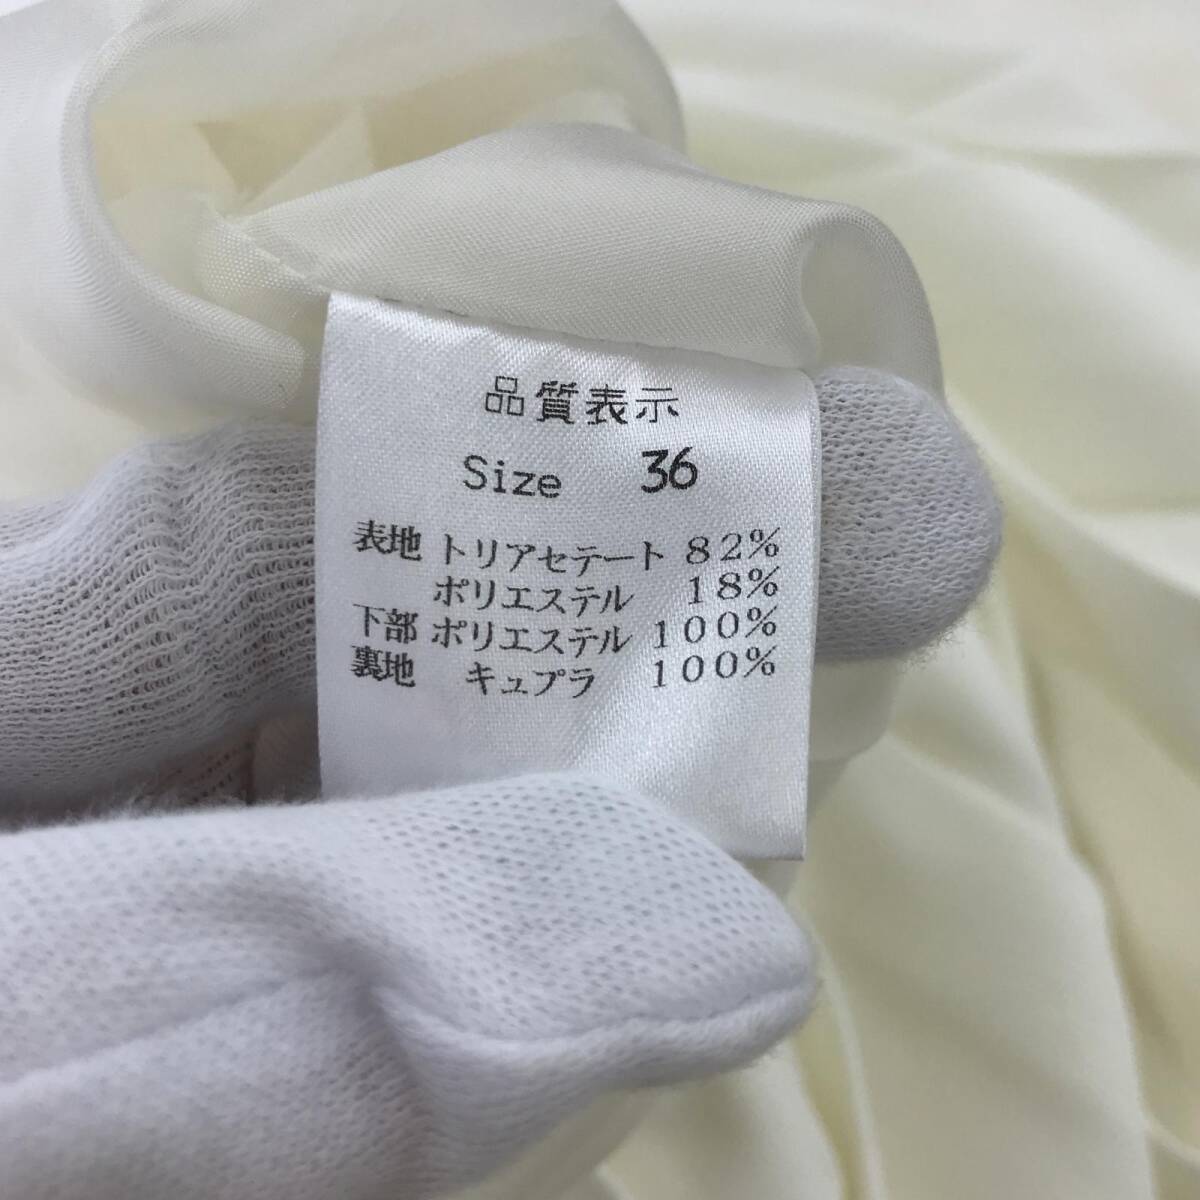 品質表示
Size 36
表地 トリアセテート 82%
ポリエステル 18%
下部 ポリエステル 100%
裏地 キュプラ 100%